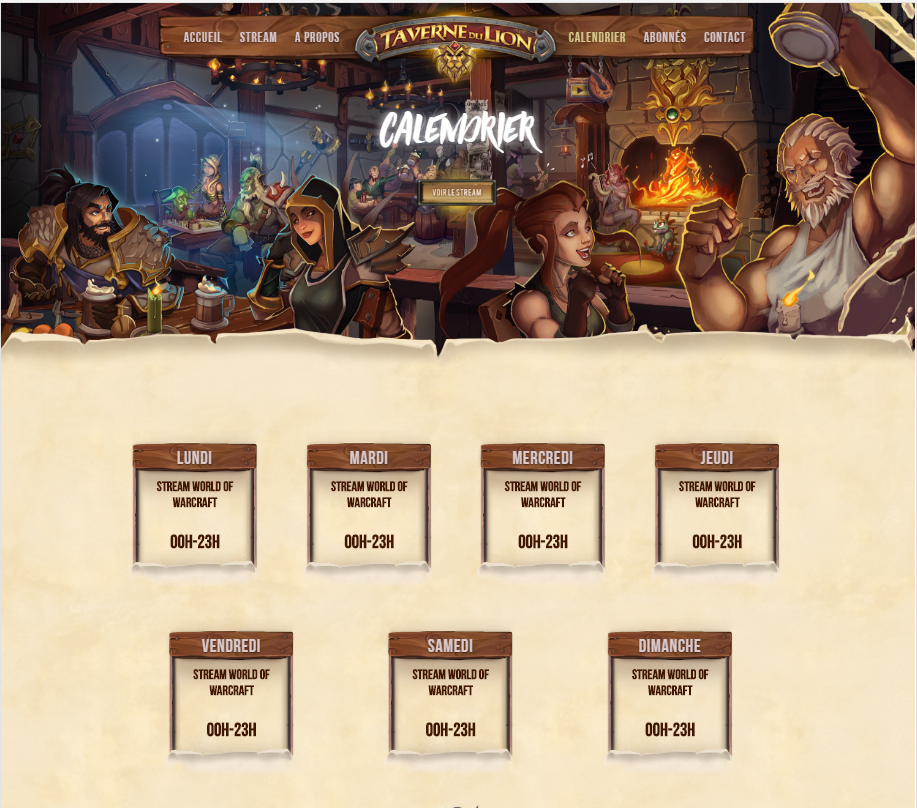 ACCUEIL STREAM A PROPOS TAVERNE DU LION CALENDRIER ABONNÉS CONTACT
CALENDRIER
VOIR LE STREAM
LUNDI MARDI MERCREDI JEUDI
STREAM WORLD OF STREAM WORLD OF STREAM WORLD OF STREAM WORLD OF
WARCRAFT WARCRAFT WARCRAFT WARCRAFT
00H-23H 00H-23H 00H-23H 00H-23H
VENDREDI SAMEDI DIMANCHE
STREAM WORLD OF STREAM WORLD OF STREAM WORLD OF
WARCRAFT WARCRAFT WARCRAFT
00H-23H 00H-23H 00H-23H